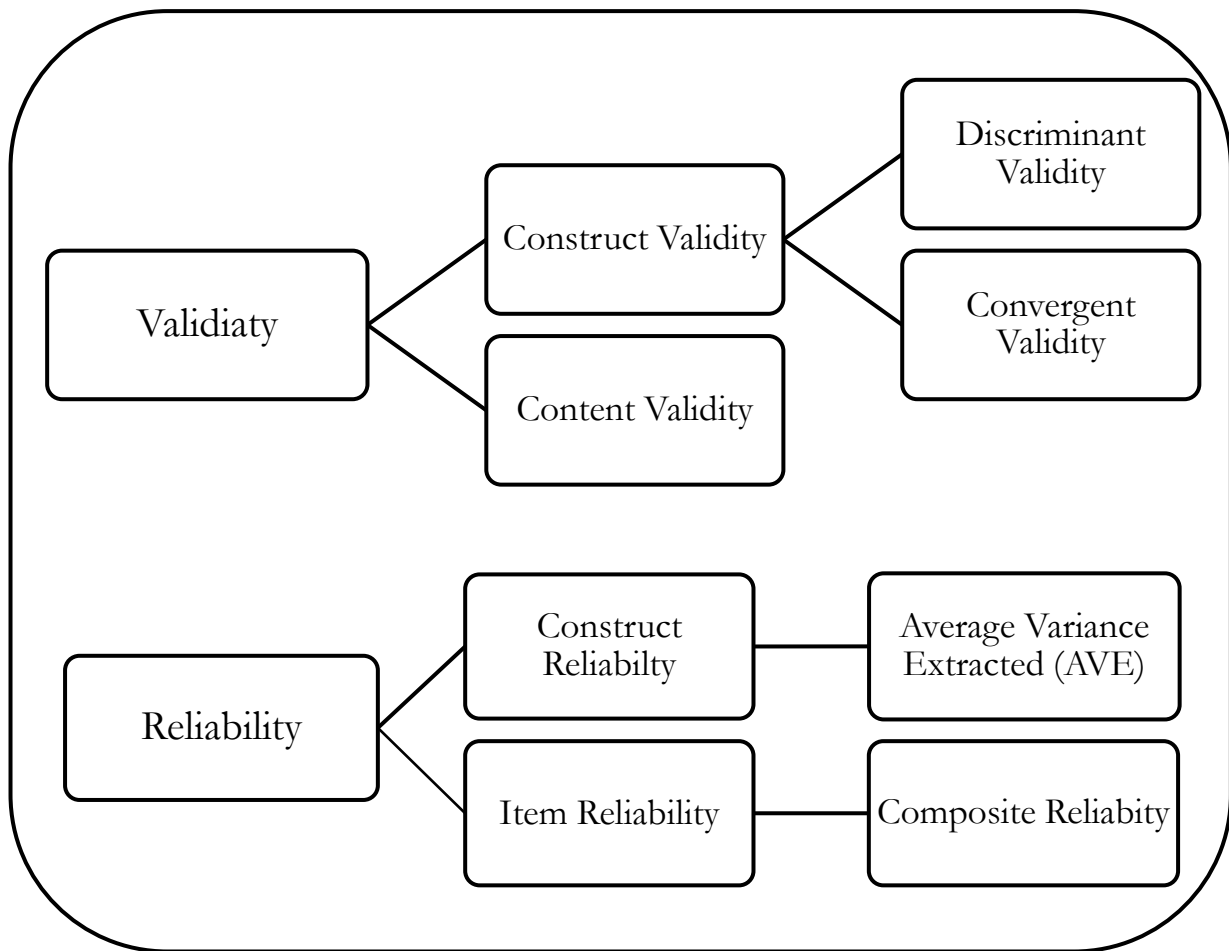 Discriminant
Validity
Construct Validity
Validiaty
Convergent
Validity
Content Validity
Construct
Reliabilty
Average Variance
Extracted (AVE)
Reliability
Item Reliability
Composite Reliabity